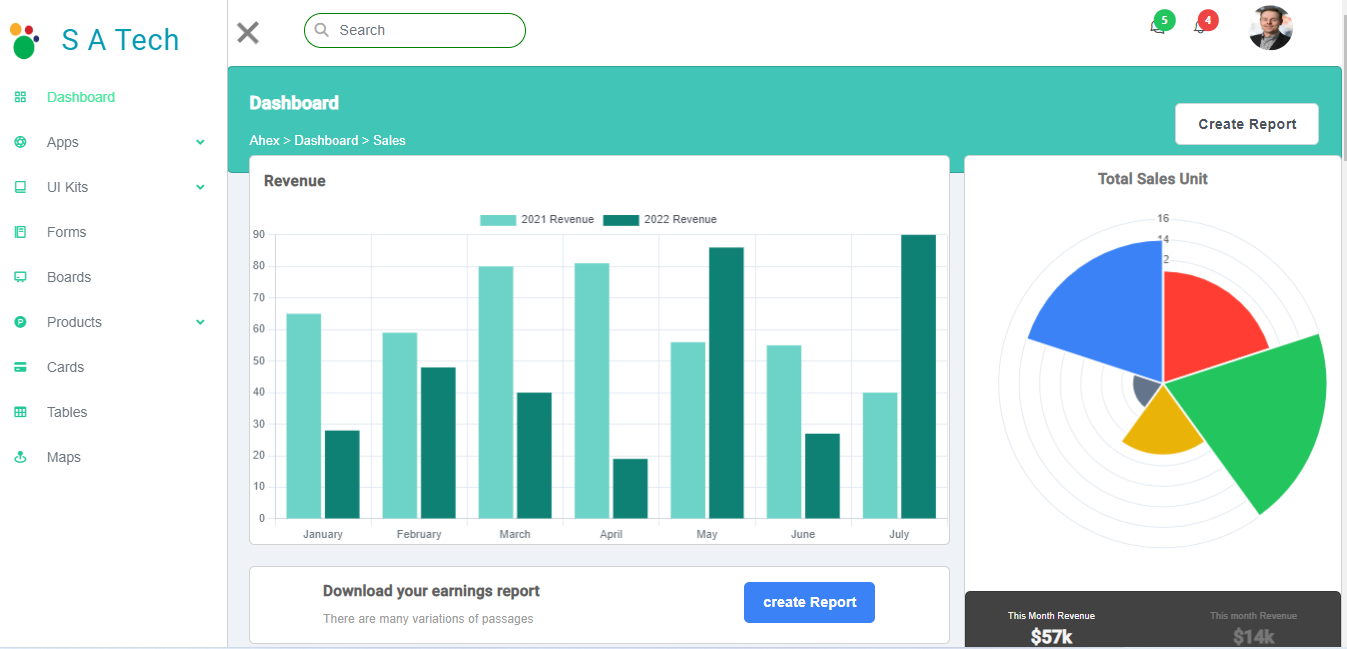 S A Tech
Search
5
4
Dashboard
Apps
UI Kits
Forms
Boards
Products
Cards
Tables
Maps
Dashboard
Ahex > Dashboard > Sales
Create Report
Revenue
2021 Revenue 2022 Revenue
90
80
70
60
50
40
30
20
10
0
January February March April May June July
Total Sales Unit
16
14
2
Download your earnings report
There are many variations of passages
create Report
This Month Revenue
$57k
This month Revenue
$14k